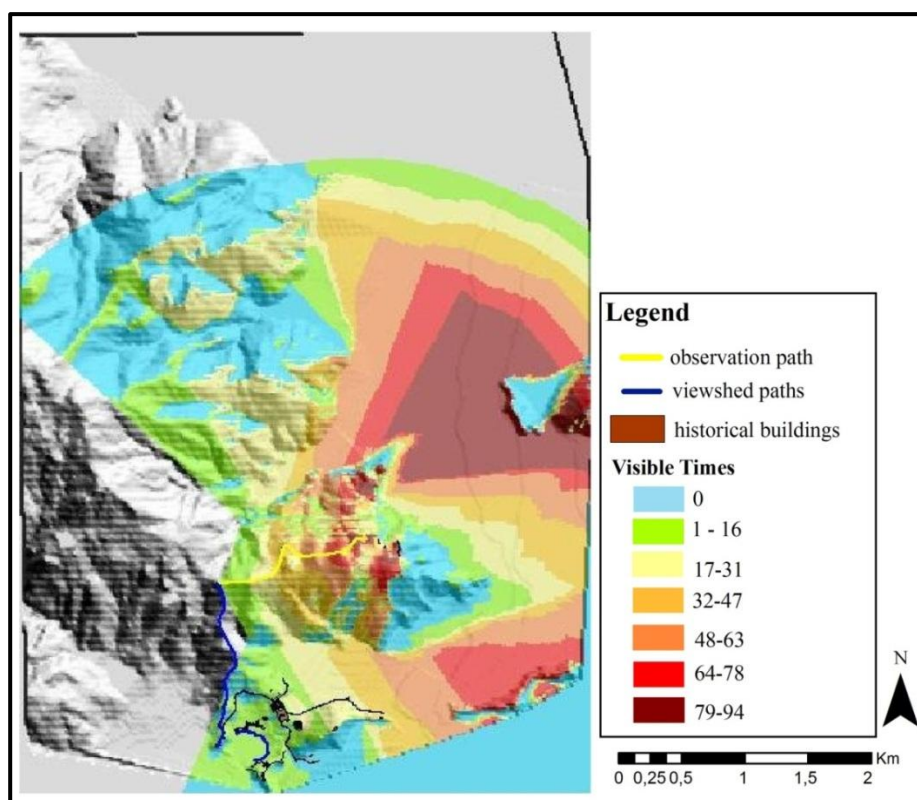 Legend
observation path
viewshed paths
historical buildings
Visible Times
0
1 - 16
17-31
32-47
48-63
64-78
79-94
N
Km
0 0,25 0,5 1 1,5 2